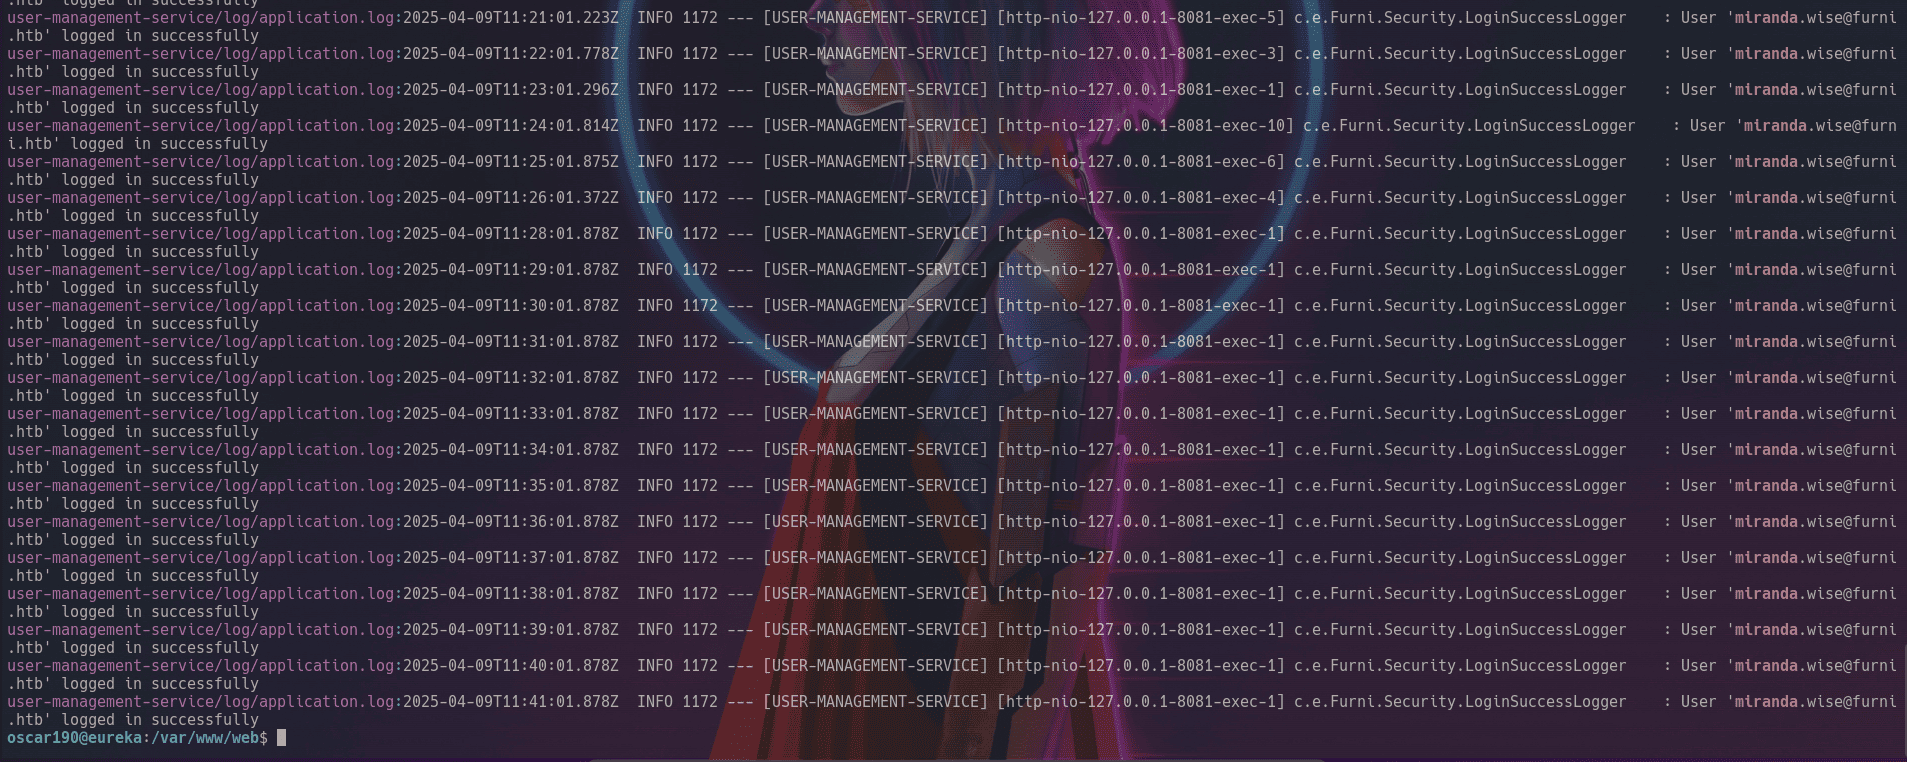 .htb' logged in successfully
user-management-service/log/application.log:2025-04-09T11:21:01.223Z  INFO 1172 --- [USER-MANAGEMENT-SERVICE] [http-nio-127.0.0.1-8081-exec-5] c.e.Furni.Security.LoginSuccessLogger    : User 'miranda.wise@furni
.htb' logged in successfully
user-management-service/log/application.log:2025-04-09T11:22:01.778Z  INFO 1172 --- [USER-MANAGEMENT-SERVICE] [http-nio-127.0.0.1-8081-exec-3] c.e.Furni.Security.LoginSuccessLogger    : User 'miranda.wise@furni
.htb' logged in successfully
user-management-service/log/application.log:2025-04-09T11:23:01.296Z  INFO 1172 --- [USER-MANAGEMENT-SERVICE] [http-nio-127.0.0.1-8081-exec-1] c.e.Furni.Security.LoginSuccessLogger    : User 'miranda.wise@furni
.htb' logged in successfully
user-management-service/log/application.log:2025-04-09T11:24:01.814Z  INFO 1172 --- [USER-MANAGEMENT-SERVICE] [http-nio-127.0.0.1-8081-exec-10] c.e.Furni.Security.LoginSuccessLogger    : User 'miranda.wise@furn
i.htb' logged in successfully
user-management-service/log/application.log:2025-04-09T11:25:01.875Z  INFO 1172 --- [USER-MANAGEMENT-SERVICE] [http-nio-127.0.0.1-8081-exec-6] c.e.Furni.Security.LoginSuccessLogger    : User 'miranda.wise@furni
.htb' logged in successfully
user-management-service/log/application.log:2025-04-09T11:26:01.372Z  INFO 1172 --- [USER-MANAGEMENT-SERVICE] [http-nio-127.0.0.1-8081-exec-4] c.e.Furni.Security.LoginSuccessLogger    : User 'miranda.wise@furni
.htb' logged in successfully
user-management-service/log/application.log:2025-04-09T11:28:01.878Z  INFO 1172 --- [USER-MANAGEMENT-SERVICE] [http-nio-127.0.0.1-8081-exec-1] c.e.Furni.Security.LoginSuccessLogger    : User 'miranda.wise@furni
.htb' logged in successfully
user-management-service/log/application.log:2025-04-09T11:29:01.878Z  INFO 1172 --- [USER-MANAGEMENT-SERVICE] [http-nio-127.0.0.1-8081-exec-1] c.e.Furni.Security.LoginSuccessLogger    : User 'miranda.wise@furni
.htb' logged in successfully
user-management-service/log/application.log:2025-04-09T11:30:01.878Z  INFO 1172 --- [USER-MANAGEMENT-SERVICE] [http-nio-127.0.0.1-8081-exec-1] c.e.Furni.Security.LoginSuccessLogger    : User 'miranda.wise@furni
.htb' logged in successfully
user-management-service/log/application.log:2025-04-09T11:31:01.878Z  INFO 1172 --- [USER-MANAGEMENT-SERVICE] [http-nio-127.0.0.1-8081-exec-1] c.e.Furni.Security.LoginSuccessLogger    : User 'miranda.wise@furni
.htb' logged in successfully
user-management-service/log/application.log:2025-04-09T11:32:01.878Z  INFO 1172 --- [USER-MANAGEMENT-SERVICE] [http-nio-127.0.0.1-8081-exec-1] c.e.Furni.Security.LoginSuccessLogger    : User 'miranda.wise@furni
.htb' logged in successfully
user-management-service/log/application.log:2025-04-09T11:33:01.878Z  INFO 1172 --- [USER-MANAGEMENT-SERVICE] [http-nio-127.0.0.1-8081-exec-1] c.e.Furni.Security.LoginSuccessLogger    : User 'miranda.wise@furni
.htb' logged in successfully
user-management-service/log/application.log:2025-04-09T11:34:01.878Z  INFO 1172 --- [USER-MANAGEMENT-SERVICE] [http-nio-127.0.0.1-8081-exec-1] c.e.Furni.Security.LoginSuccessLogger    : User 'miranda.wise@furni
.htb' logged in successfully
user-management-service/log/application.log:2025-04-09T11:35:01.878Z  INFO 1172 --- [USER-MANAGEMENT-SERVICE] [http-nio-127.0.0.1-8081-exec-1] c.e.Furni.Security.LoginSuccessLogger    : User 'miranda.wise@furni
.htb' logged in successfully
user-management-service/log/application.log:2025-04-09T11:36:01.878Z  INFO 1172 --- [USER-MANAGEMENT-SERVICE] [http-nio-127.0.0.1-8081-exec-1] c.e.Furni.Security.LoginSuccessLogger    : User 'miranda.wise@furni
.htb' logged in successfully
user-management-service/log/application.log:2025-04-09T11:37:01.878Z  INFO 1172 --- [USER-MANAGEMENT-SERVICE] [http-nio-127.0.0.1-8081-exec-1] c.e.Furni.Security.LoginSuccessLogger    : User 'miranda.wise@furni
.htb' logged in successfully
user-management-service/log/application.log:2025-04-09T11:38:01.878Z  INFO 1172 --- [USER-MANAGEMENT-SERVICE] [http-nio-127.0.0.1-8081-exec-1] c.e.Furni.Security.LoginSuccessLogger    : User 'miranda.wise@furni
.htb' logged in successfully
user-management-service/log/application.log:2025-04-09T11:39:01.878Z  INFO 1172 --- [USER-MANAGEMENT-SERVICE] [http-nio-127.0.0.1-8081-exec-1] c.e.Furni.Security.LoginSuccessLogger    : User 'miranda.wise@furni
.htb' logged in successfully
user-management-service/log/application.log:2025-04-09T11:40:01.878Z  INFO 1172 --- [USER-MANAGEMENT-SERVICE] [http-nio-127.0.0.1-8081-exec-1] c.e.Furni.Security.LoginSuccessLogger    : User 'miranda.wise@furni
.htb' logged in successfully
user-management-service/log/application.log:2025-04-09T11:41:01.878Z  INFO 1172 --- [USER-MANAGEMENT-SERVICE] [http-nio-127.0.0.1-8081-exec-1] c.e.Furni.Security.LoginSuccessLogger    : User 'miranda.wise@furni
.htb' logged in successfully
oscar190@eureka:/var/www/web$